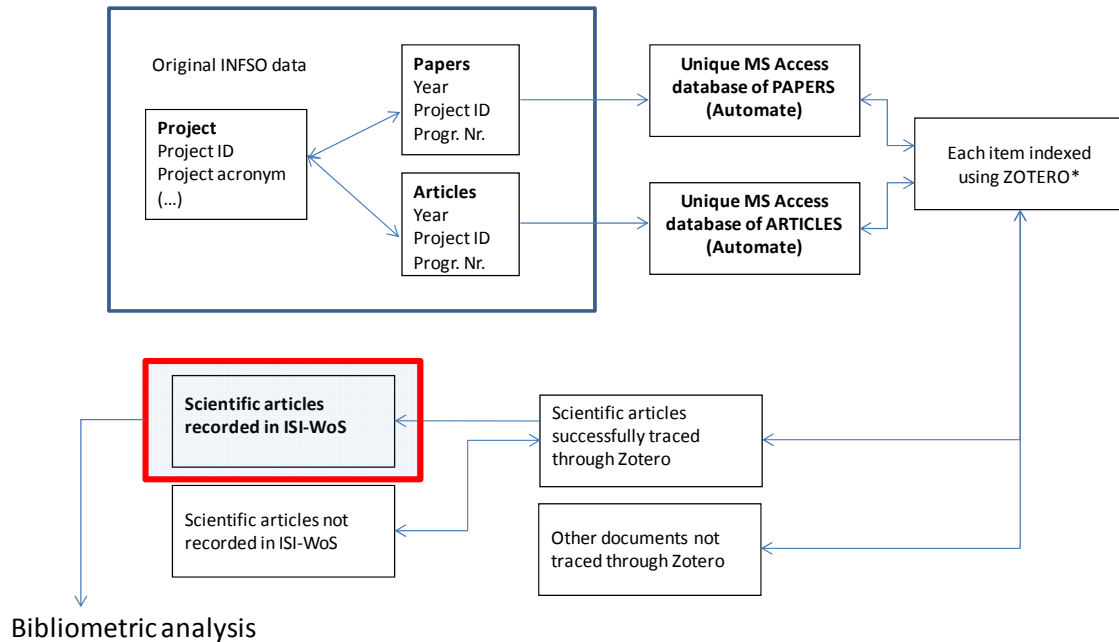 Original INFSO data
Project
Project ID
Project acronym
(...)
Papers
Year
Project ID
Progr. Nr.
Articles
Year
Project ID
Progr. Nr.
Unique MS Access
database of PAPERS
(Automate)
Unique MS Access
database of ARTICLES
(Automate)
Each item indexed
using ZOTERO*
Scientific articles
recorded in ISI-WoS
Scientific articles not
recorded in ISI-WoS
Scientific articles
successfully traced
through Zotero
Other documents not
traced through Zotero
Bibliometric analysis